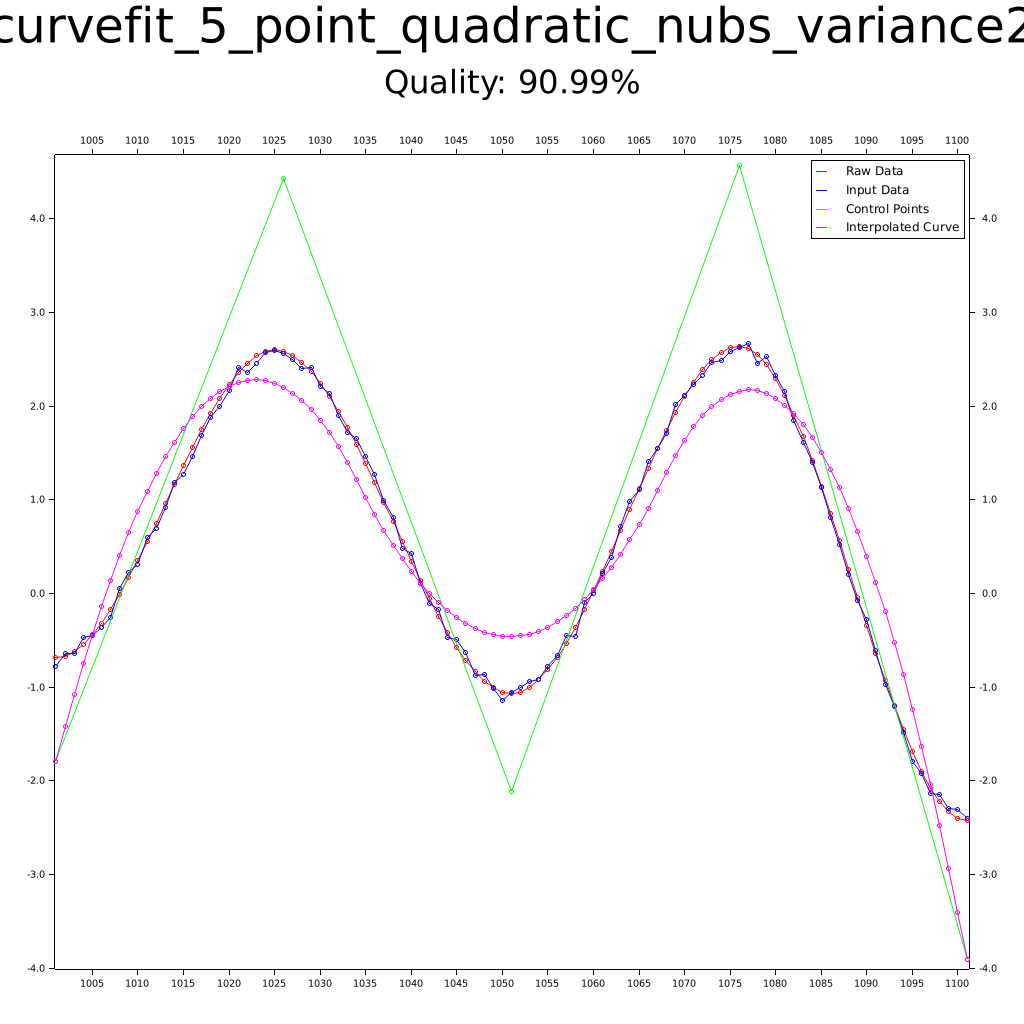 curvefit_5_point_quadratic_nubs_variance2
Quality: 90.99%
1005 1010 1015 1020 1025 1030 1035 1040 1045 1050 1055 1060 1065 1070 1075 1080 1085 1090 1095 1100
Raw Data
Input Data
Control Points
Interpolated Curve
4.0 4.0
3.0 3.0
2.0 2.0
1.0 1.0
0.0 0.0
-1.0 -1.0
-2.0 -2.0
-3.0 -3.0
-4.0 -4.0
1005 1010 1015 1020 1025 1030 1035 1040 1045 1050 1055 1060 1065 1070 1075 1080 1085 1090 1095 1100